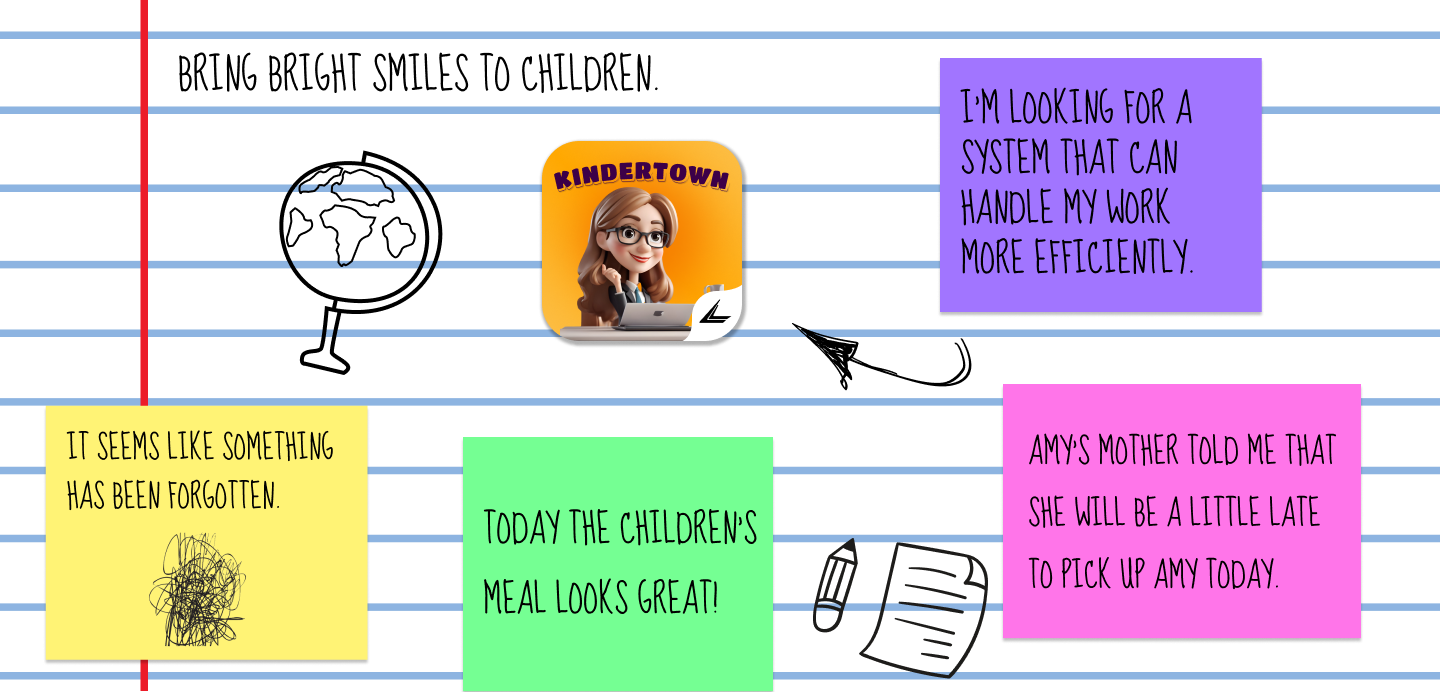 BRING BRIGHT SMILES TO CHILDREN.
KINDERTOWN
I'M LOOKING FOR A
SYSTEM THAT CAN
HANDLE MY WORK
MORE EFFICIENTLY.
IT SEEMS LIKE SOMETHING
HAS BEEN FORGOTTEN.
TODAY THE CHILDREN'S
MEAL LOOKS GREAT!
AMY'S MOTHER TOLD ME THAT
SHE WILL BE A LITTLE LATE
TO PICK UP AMY TODAY.